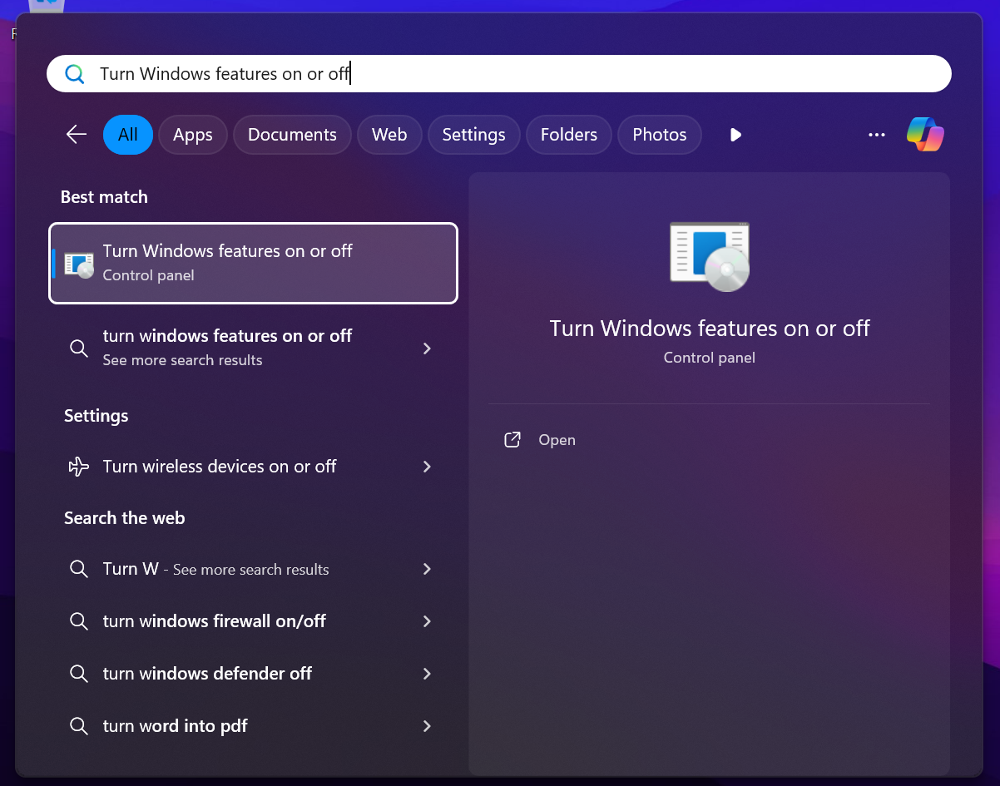 Turn Windows features on or off
All Apps Documents Web Settings Folders Photos
Best match
Turn Windows features on or off
Control panel
turn windows features on or off
See more search results
Settings
Turn wireless devices on or off
Search the web
Turn W - See more search results
turn windows firewall on/off
turn windows defender off
turn word into pdf
Turn Windows features on or off
Control panel
Open